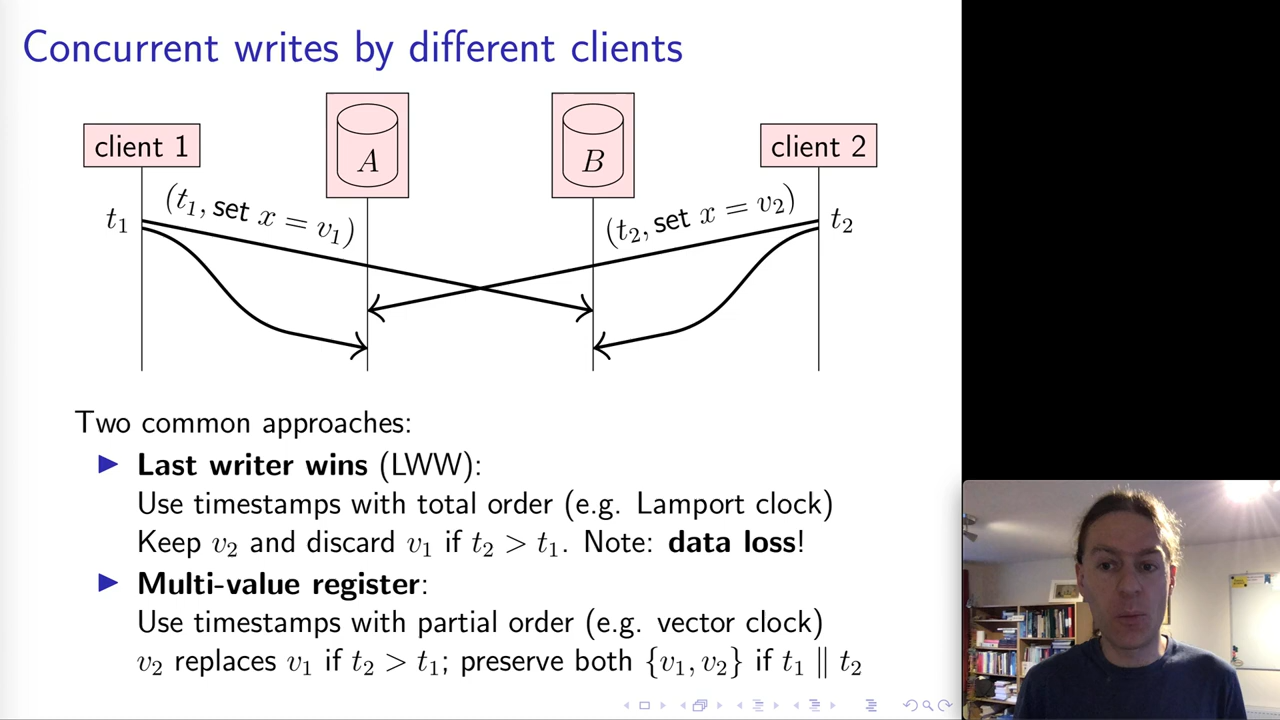 Concurrent writes by different clients
client 1
A
B
client 2
t₁
(t₁, set x = v₁)
(t₂, set x = v₂)
t₂
Two common approaches:
▶ Last writer wins (LWW):
Use timestamps with total order (e.g. Lamport clock)
Keep v₂ and discard v₁ if t₂ > t₁. Note: data loss!
▶ Multi-value register:
Use timestamps with partial order (e.g. vector clock)
v₂ replaces v₁ if t₂ > t₁; preserve both {v₁, v₂} if t₁ ∥ t₂